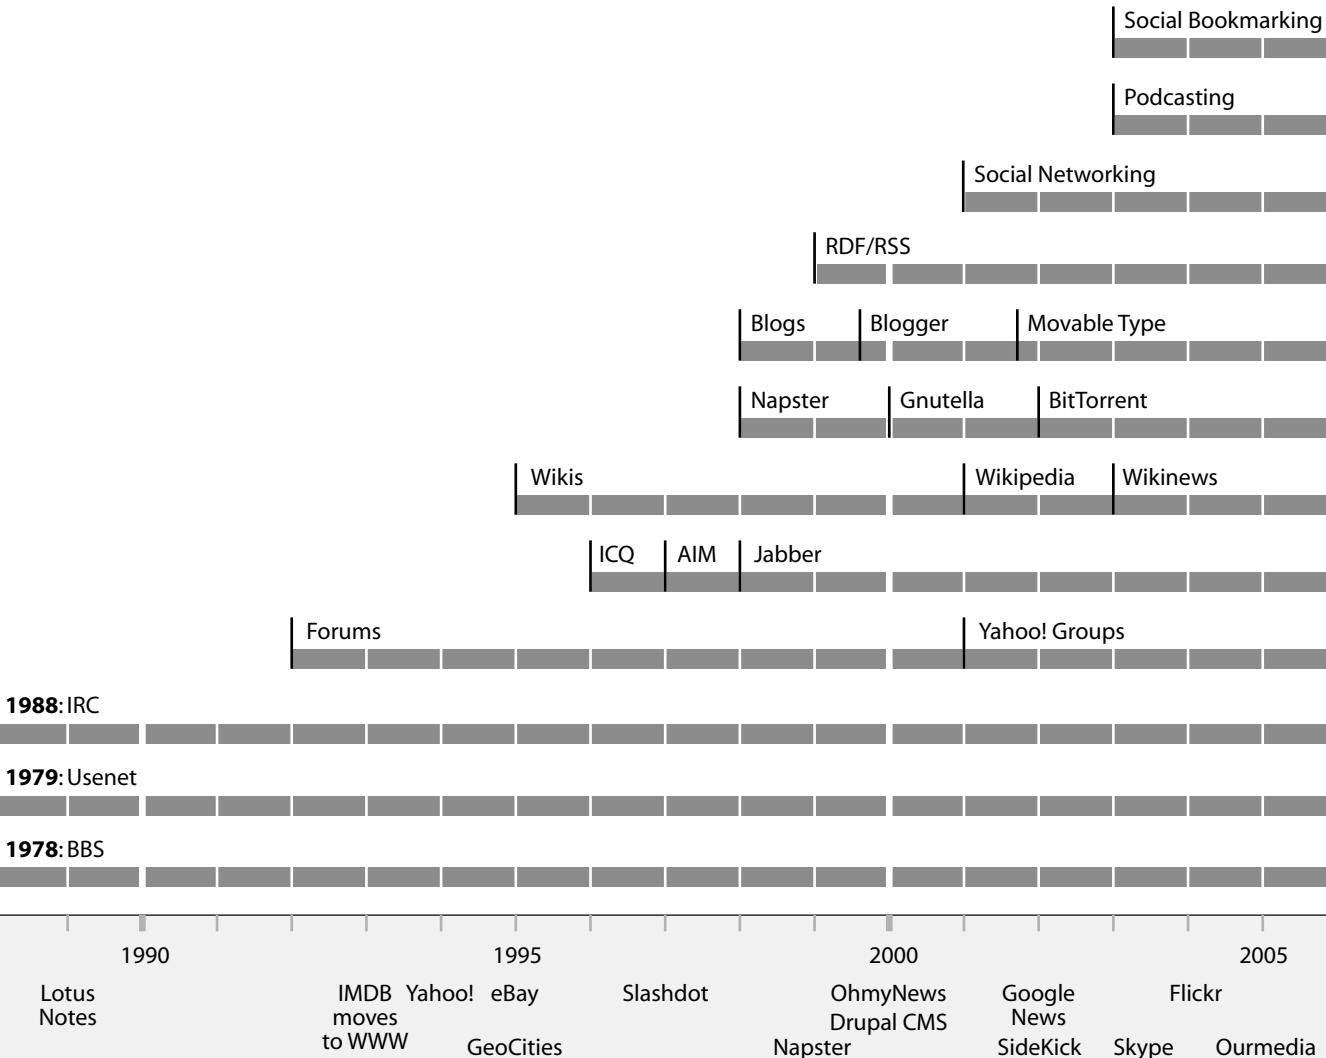 Social Bookmarking
Podcasting
Social Networking
RDF/RSS
Blogs Blogger Movable Type
Napster Gnutella BitTorrent
Wikis Wikipedia Wikinews
ICQ AIM Jabber
Forums Yahoo! Groups
1988: IRC
1979: Usenet
1978: BBS
1990 1995 2000 2005
Lotus
Notes
IMDB
moves
to WWW
Yahoo!
eBay
GeoCities
Slashdot
OhmyNews
Drupal CMS
Napster
Google
News
SideKick
Flickr
Skype
Ourmedia